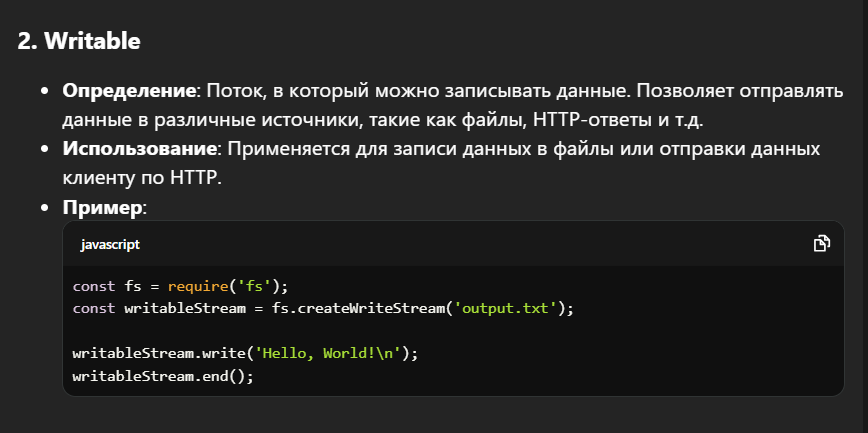 2. Writable
• Определение: Поток, в который можно записывать данные. Позволяет отправлять
данные в различные источники, такие как файлы, HTTP-ответы и т.д.
• Использование: Применяется для записи данных в файлы или отправки данных
клиенту по HTTP.
• Пример:
javascript
const fs = require('fs');
const writableStream = fs.createWriteStream('output.txt');

writableStream.write('Hello, World!\n');
writableStream.end();